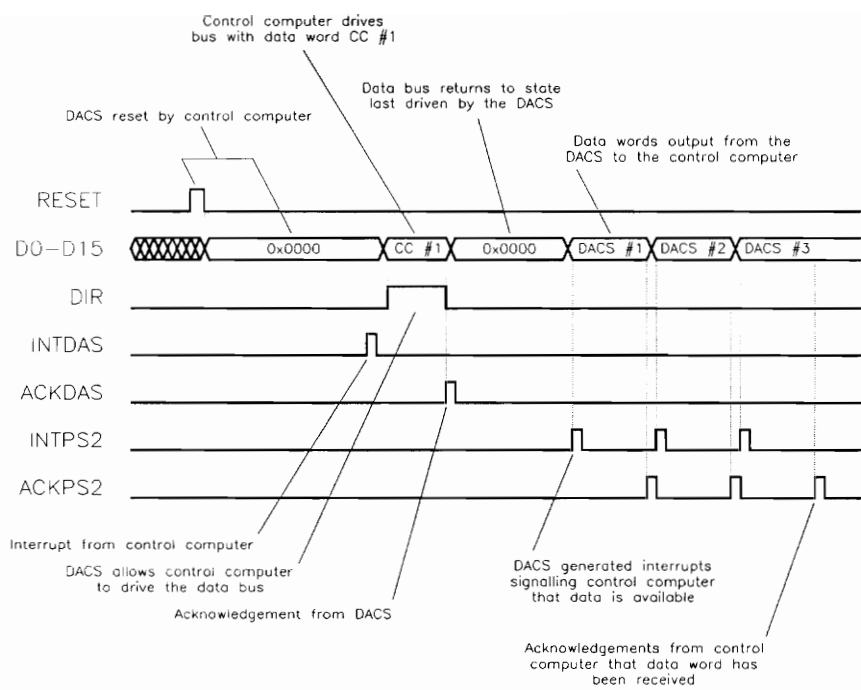 Control computer drives
bus with data word CC #1
Data bus returns to state
last driven by the DACS
DACS reset by control computer
Data words output from the
DACS to the control computer
RESET
D0-D15
0x0000
CC #1
0x0000
DACS #1
DACS #2
DACS #3
DIR
INTDAS
ACKDAS
INTPS2
ACKPS2
Interrupt from control computer
DACS allows control computer
to drive the data bus
Acknowledgement from DACS
DACS generated interrupts
signalling control computer
that data is available
Acknowledgements from control
computer that data word has
been received